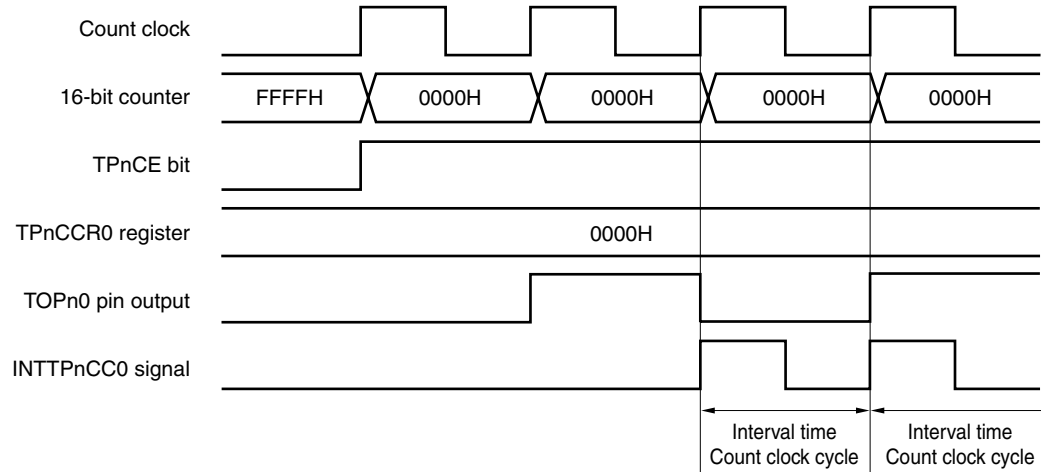 Count clock
16-bit counter FFFFH 0000H 0000H 0000H 0000H
TPnCE bit
TPnCCR0 register 0000H
TOPn0 pin output
INTTPnCC0 signal
Interval time Interval time
Count clock cycle Count clock cycle